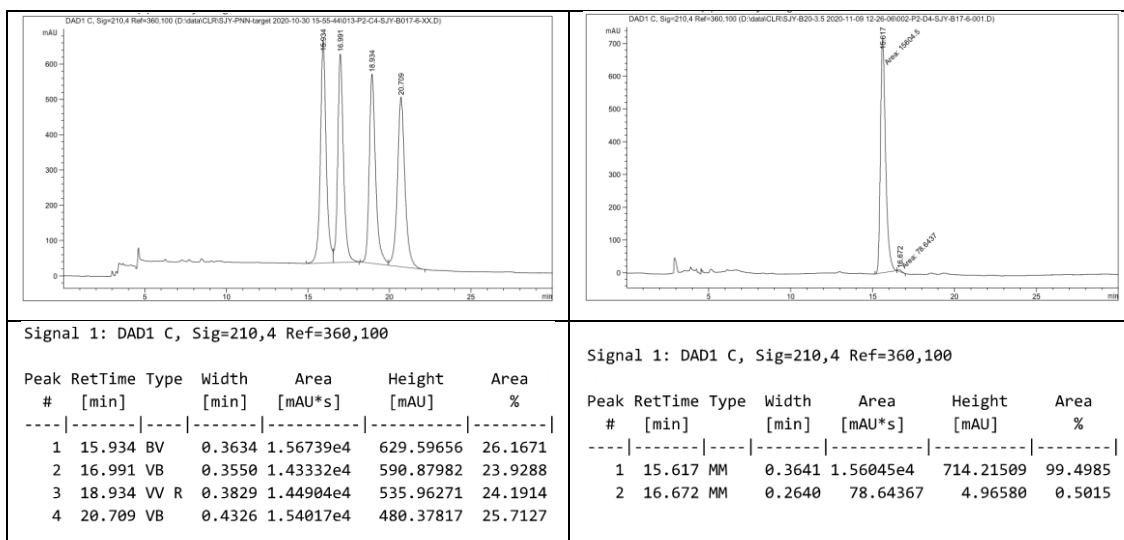 DAD1 C, Sig=210,4 Ref=360,100 (D:\data\CLR\SJY-PNN-target 2020-10-30 15-55-44\013-P2-C4-SJY-B017-6-XX.D)
mAU
15.934
16.991
18.934
20.709
600
500
400
300
200
100
0
5
10
15
20
25
min
DAD1 C, Sig=210,4 Ref=360,100 (D:\data\CLR\SJY-B20-3.5 2020-11-09 12-26-06\002-P2-D4-SJY-B17-6-001.D)
mAU
15.617
Area: 15604.5
16.672
Area: 78.6437
700
600
500
400
300
200
100
0
5
10
15
20
25
min
Signal 1: DAD1 C, Sig=210,4 Ref=360,100
Peak RetTime Type Width Area Height Area
# [min] [min] [mAU*s] [mAU] %
----|-------|----|-------|----------|----------|--------|
1 15.934 BV 0.3634 1.56739e4 629.59656 26.1671
2 16.991 VB 0.3550 1.43332e4 590.87982 23.9288
3 18.934 VV R 0.3829 1.44904e4 535.96271 24.1914
4 20.709 VB 0.4326 1.54017e4 480.37817 25.7127
Signal 1: DAD1 C, Sig=210,4 Ref=360,100
Peak RetTime Type Width Area Height Area
# [min] [min] [mAU*s] [mAU] %
----|-------|----|-------|----------|----------|--------|
1 15.617 MM 0.3641 1.56045e4 714.21509 99.4985
2 16.672 MM 0.2640 78.64367 4.96580 0.5015